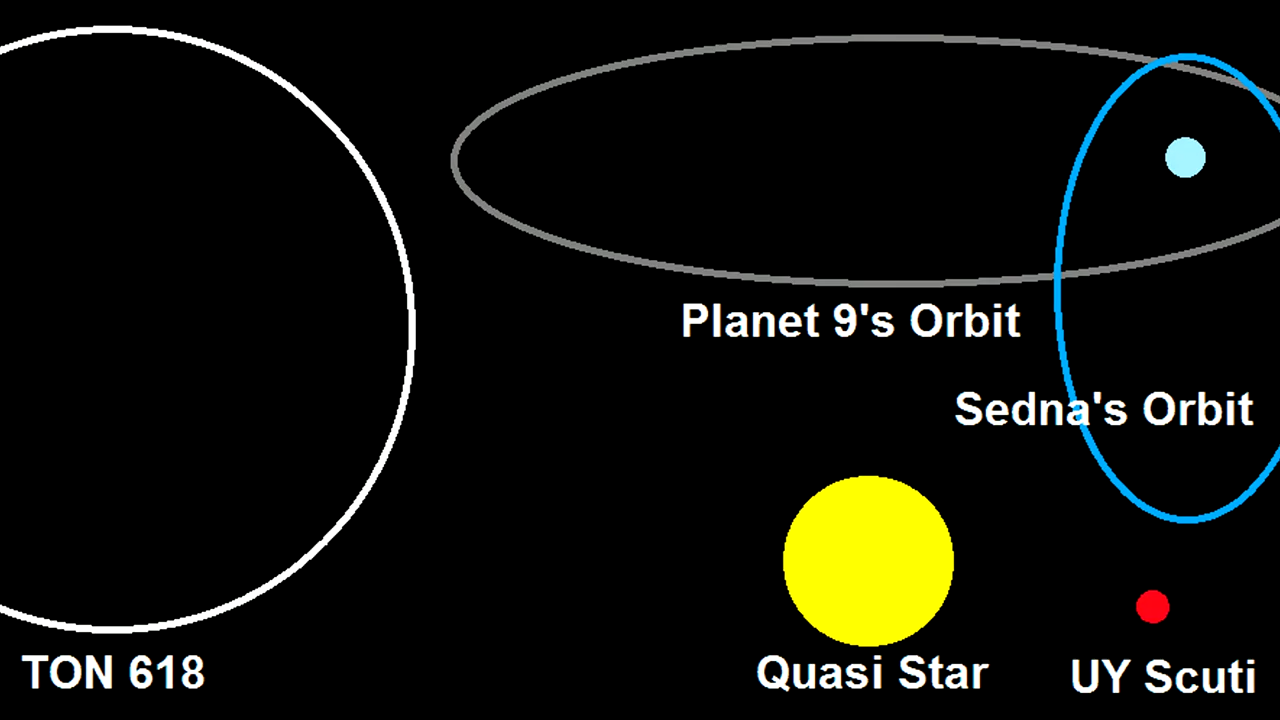 Planet 9's Orbit
Sedna's Orbit
TON 618
Quasi Star
UY Scuti